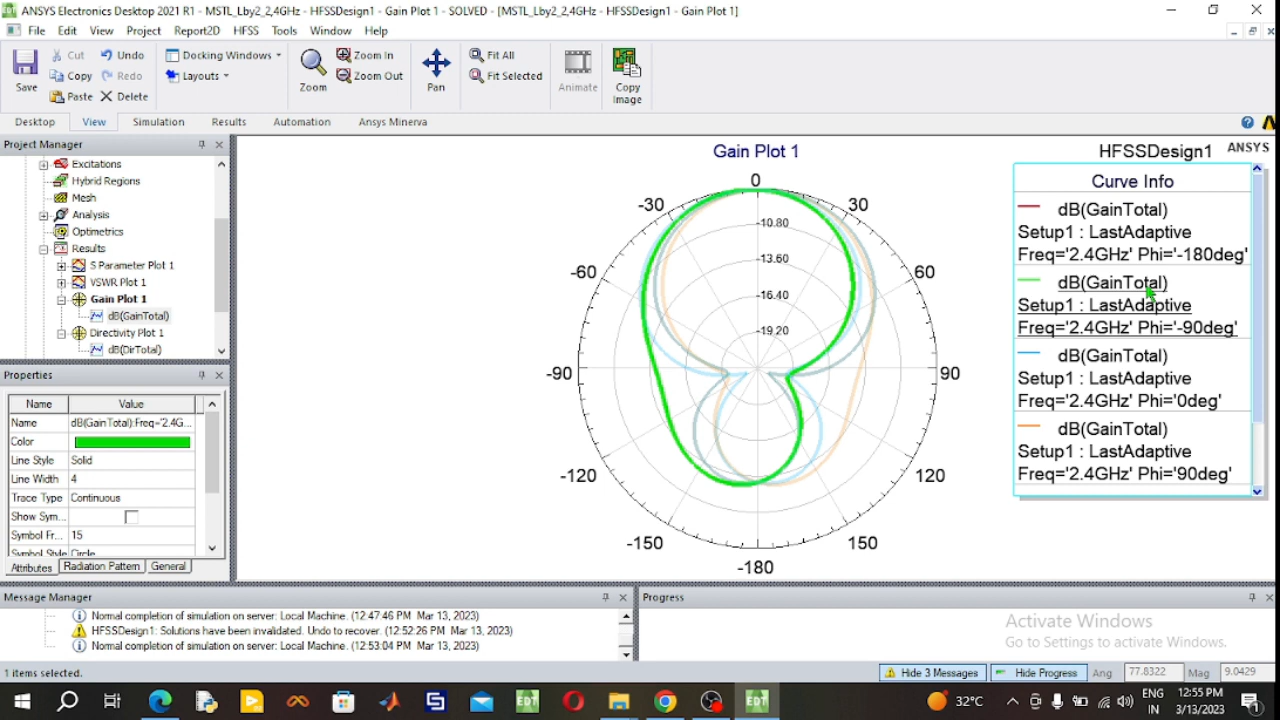 ANSYS Electronics Desktop 2021 R1 - MSTL_Lby2_2,4GHz - HFSSDesign1 - Gain Plot 1 - SOLVED - [MSTL_Lby2_2,4GHz - HFSSDesign1 - Gain Plot 1]
File Edit View Project Report2D HFSS Tools Window Help
Save Cut Undo Docking Windows Zoom In Fit All
Copy Redo Layouts Zoom Zoom Out Pan Fit Selected Animate Copy Image
Paste Delete
Desktop View Simulation Results Automation Ansys Minerva
Project Manager
Excitations
Hybrid Regions
Mesh
Analysis
Optimetrics
Results
S Parameter Plot 1
VSWR Plot 1
Gain Plot 1
dB(GainTotal)
Directivity Plot 1
dB(DirTotal)
Properties
Name Value
Name dB(GainTotal):Freq='2.4G...
Color
Line Style Solid
Line Width 4
Trace Type Continuous
Show Sym...
Symbol Fr... 15
Symbol Style Circle
Attributes Radiation Pattern General
Gain Plot 1
HFSSDesign1 ANSYS
0
-30 30
-10.80
-13.60
-60 60
-16.40
-19.20
-90 90
-120 120
-150 150
-180
Curve Info
dB(GainTotal)
Setup1 : LastAdaptive
Freq='2.4GHz' Phi='-180deg'
dB(GainTotal)
Setup1 : LastAdaptive
Freq='2.4GHz' Phi='-90deg'
dB(GainTotal)
Setup1 : LastAdaptive
Freq='2.4GHz' Phi='0deg'
dB(GainTotal)
Setup1 : LastAdaptive
Freq='2.4GHz' Phi='90deg'
Message Manager
Normal completion of simulation on server: Local Machine. (12:47:46 PM Mar 13, 2023)
HFSSDesign1: Solutions have been invalidated. Undo to recover. (12:52:26 PM Mar 13, 2023)
Normal completion of simulation on server: Local Machine. (12:53:04 PM Mar 13, 2023)
Progress
Activate Windows
Go to Settings to activate Windows.
1 items selected. Hide 3 Messages Hide Progress Ang 77.8322 Mag 9.0429
EDT EDT 32°C ENG IN 12:55 PM 3/13/2023 1